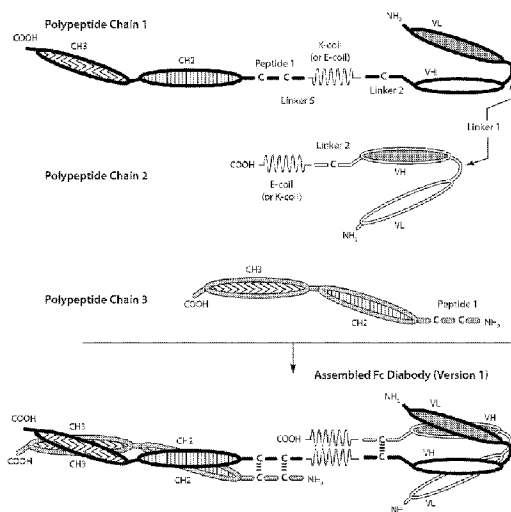 Polypeptide Chain 1
COOH
CH3
CH2
Peptide 1
C C
Linker 5
K-coil
(or E-coil)
C
Linker 2
NH2
VL
VH
Linker 1
Polypeptide Chain 2
COOH
E-coil
(or K-coil)
Linker 2
C
VH
VL
NH2
Polypeptide Chain 3
COOH
CH3
CH2
Peptide 1
C C
NH2
Assembled Fc Diabody (Version 1)
COOH
COOH
CH3
CH3
CH2
CH2
C C
C C
NH2
COOH
C
C
NH2
VL
VH
VH
VL
NH